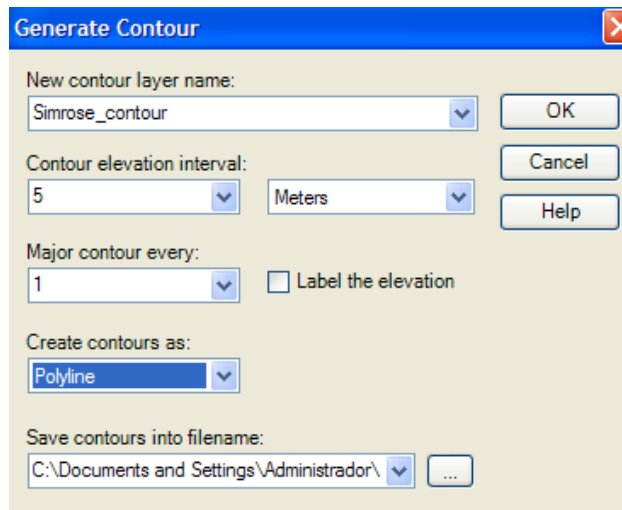 Generate Contour
New contour layer name:
Simrose_contour
OK
Contour elevation interval:
Cancel
5
Meters
Help
Major contour every:
1
Label the elevation
Create contours as:
Polyline
Save contours into filename:
C:\Documents and Settings\Administrador\
...